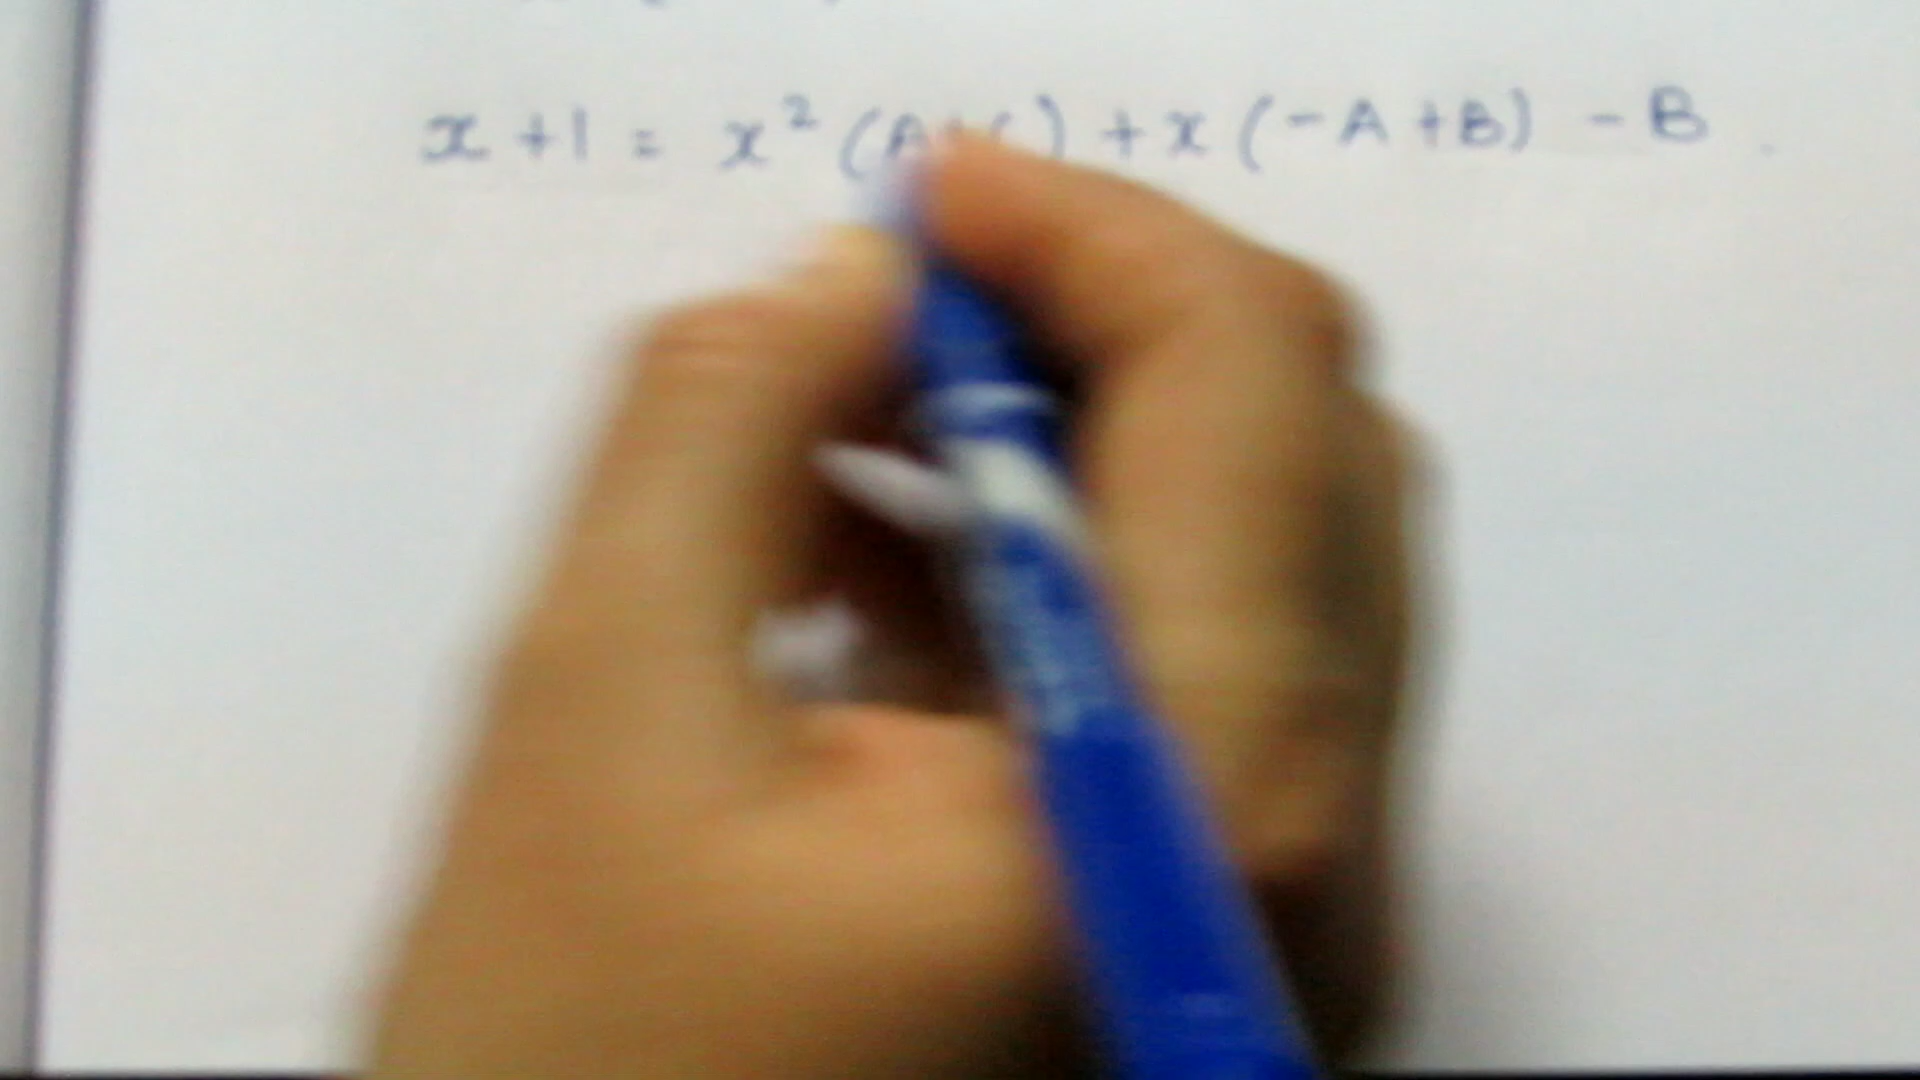 x + 1 = x² (A+C) + x (-A + B) - B